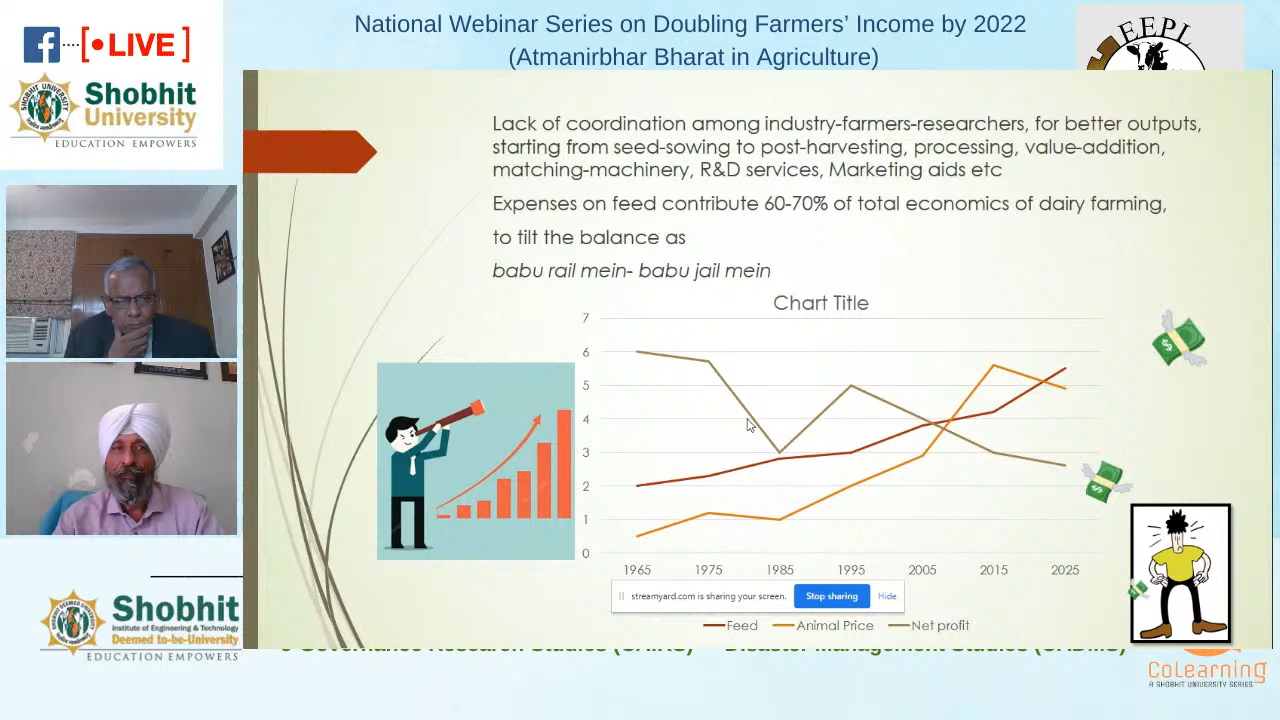 National Webinar Series on Doubling Farmers' Income by 2022
(Atmanirbhar Bharat in Agriculture)
LIVE
SHOBHIT UNIVERSITY
Shobhit
University
EDUCATION EMPOWERS
EEPL
Lack of coordination among industry-farmers-researchers, for better outputs,
starting from seed-sowing to post-harvesting, processing, value-addition,
matching-machinery, R&D services, Marketing aids etc
Expenses on feed contribute 60-70% of total economics of dairy farming,
to tilt the balance as
babu rail mein- babu jail mein
Chart Title
7
6
5
4
3
2
1
0
1965 1975 1985 1995 2005 2015 2025
streamyard.com is sharing your screen. Stop sharing Hide
Feed Animal Price Net profit
Shobhit
Institute of Engineering & Technology
Deemed to-be-University
EDUCATION EMPOWERS
CoLearning
A SHOBHIT UNIVERSITY SERIES